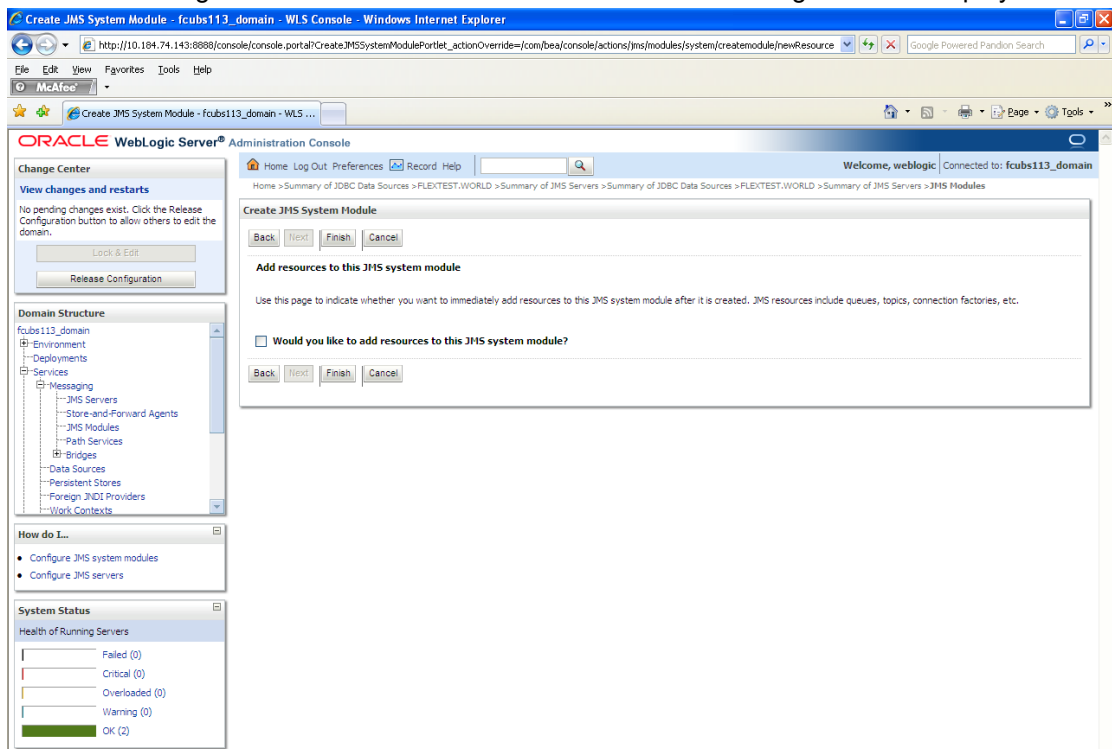 Create JMS System Module - fcubs113_domain - WLS Console - Windows Internet Explorer
http://10.184.74.143:8888/console/console.portal?CreateJMSSystemModulePortlet_actionOverride=/com/bea/console/actions/jms/modules/system/createmodule/newResource
Google Powered Pandion Search
File Edit View Favorites Tools Help
McAfee
Create JMS System Module - fcubs113_domain - WLS ...
Page Tools »
ORACLE WebLogic Server® Administration Console
Change Center
View changes and restarts
No pending changes exist. Click the Release
Configuration button to allow others to edit the
domain.
Lock & Edit
Release Configuration
Domain Structure
fcubs113_domain
Environment
Deployments
Services
Messaging
JMS Servers
Store-and-Forward Agents
JMS Modules
Path Services
Bridges
Data Sources
Persistent Stores
Foreign JNDI Providers
Work Contexts
How do I...
Configure JMS system modules
Configure JMS servers
System Status
Health of Running Servers
Failed (0)
Critical (0)
Overloaded (0)
Warning (0)
OK (2)
Home Log Out Preferences Record Help
Welcome, weblogic Connected to: fcubs113_domain
Home >Summary of JDBC Data Sources >FLEXTEST.WORLD >Summary of JMS Servers >Summary of JDBC Data Sources >FLEXTEST.WORLD >Summary of JMS Servers >JMS Modules
Create JMS System Module
Back Next Finish Cancel
Add resources to this JMS system module
Use this page to indicate whether you want to immediately add resources to this JMS system module after it is created. JMS resources include queues, topics, connection factories, etc.
Would you like to add resources to this JMS system module?
Back Next Finish Cancel